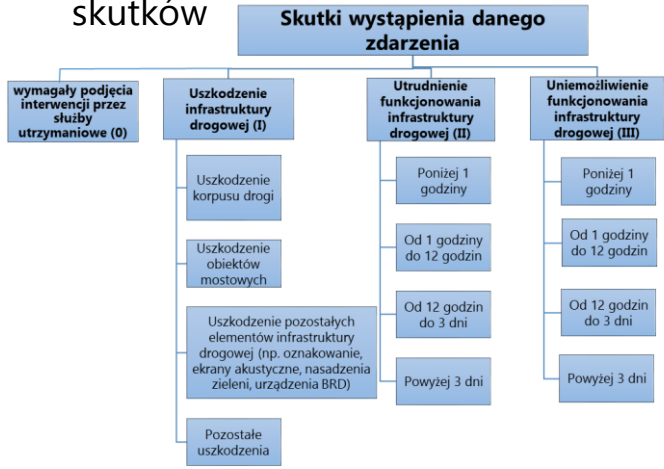 skutków
Skutki wystąpienia danego
zdarzenia
wymagały podjęcia
interwencji przez
służby
utrzymaniowe (0)
Uszkodzenie
infrastruktury
drogowej (I)
Uszkodzenie
korpusu drogi
Uszkodzenie
obiektów
mostowych
Uszkodzenie pozostałych
elementów infrastruktury
drogowej (np. oznakowanie,
ekrany akustyczne, nasadzenia
zieleni, urządzenia BRD)
Pozostałe
uszkodzenia
Utrudnienie
funkcjonowania
infrastruktury
drogowej (II)
Poniżej 1
godziny
Od 1 godziny
do 12 godzin
Od 12 godzin
do 3 dni
Powyżej 3 dni
Uniemożliwienie
funkcjonowania
infrastruktury
drogowej (III)
Poniżej 1
godziny
Od 1 godziny
do 12 godzin
Od 12 godzin
do 3 dni
Powyżej 3 dni